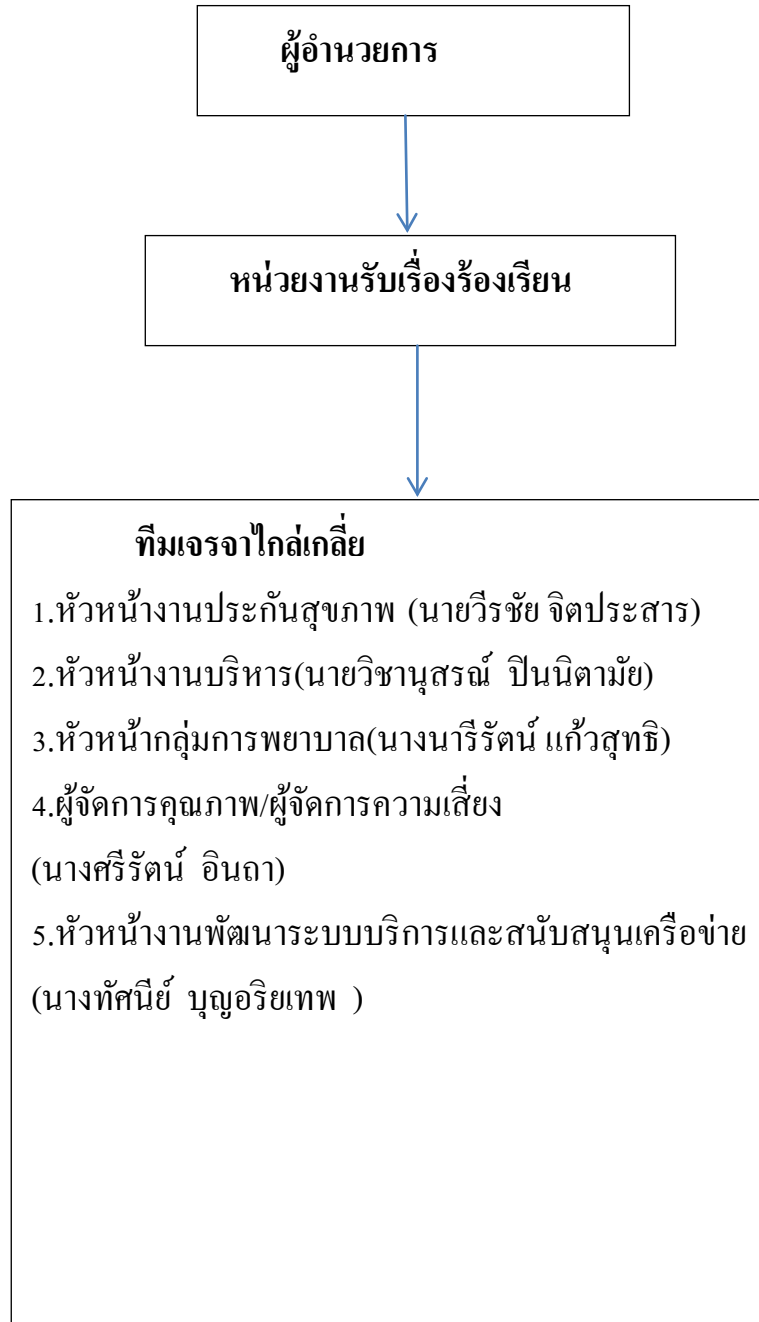 ผู้อำนวยการ
หน่วยงานรับเรื่องร้องเรียน
ทีมเจรจาไกล่เกลี่ย
1.หัวหน้างานประกันสุขภาพ (นายวีรชัย จิตประสาร)
2.หัวหน้างานบริหาร(นายวิชานุสรณ์ ปินนิตามัย)
3.หัวหน้ากลุ่มการพยาบาล(นางนารีรัตน์ แก้วสุทธิ)
4.ผู้จัดการคุณภาพ/ผู้จัดการความเสี่ยง
(นางศรีรัตน์ อินถา)
5.หัวหน้างานพัฒนาระบบบริการและสนับสนุนเครือข่าย
(นางทัศนีย์ บุญอริยเทพ )